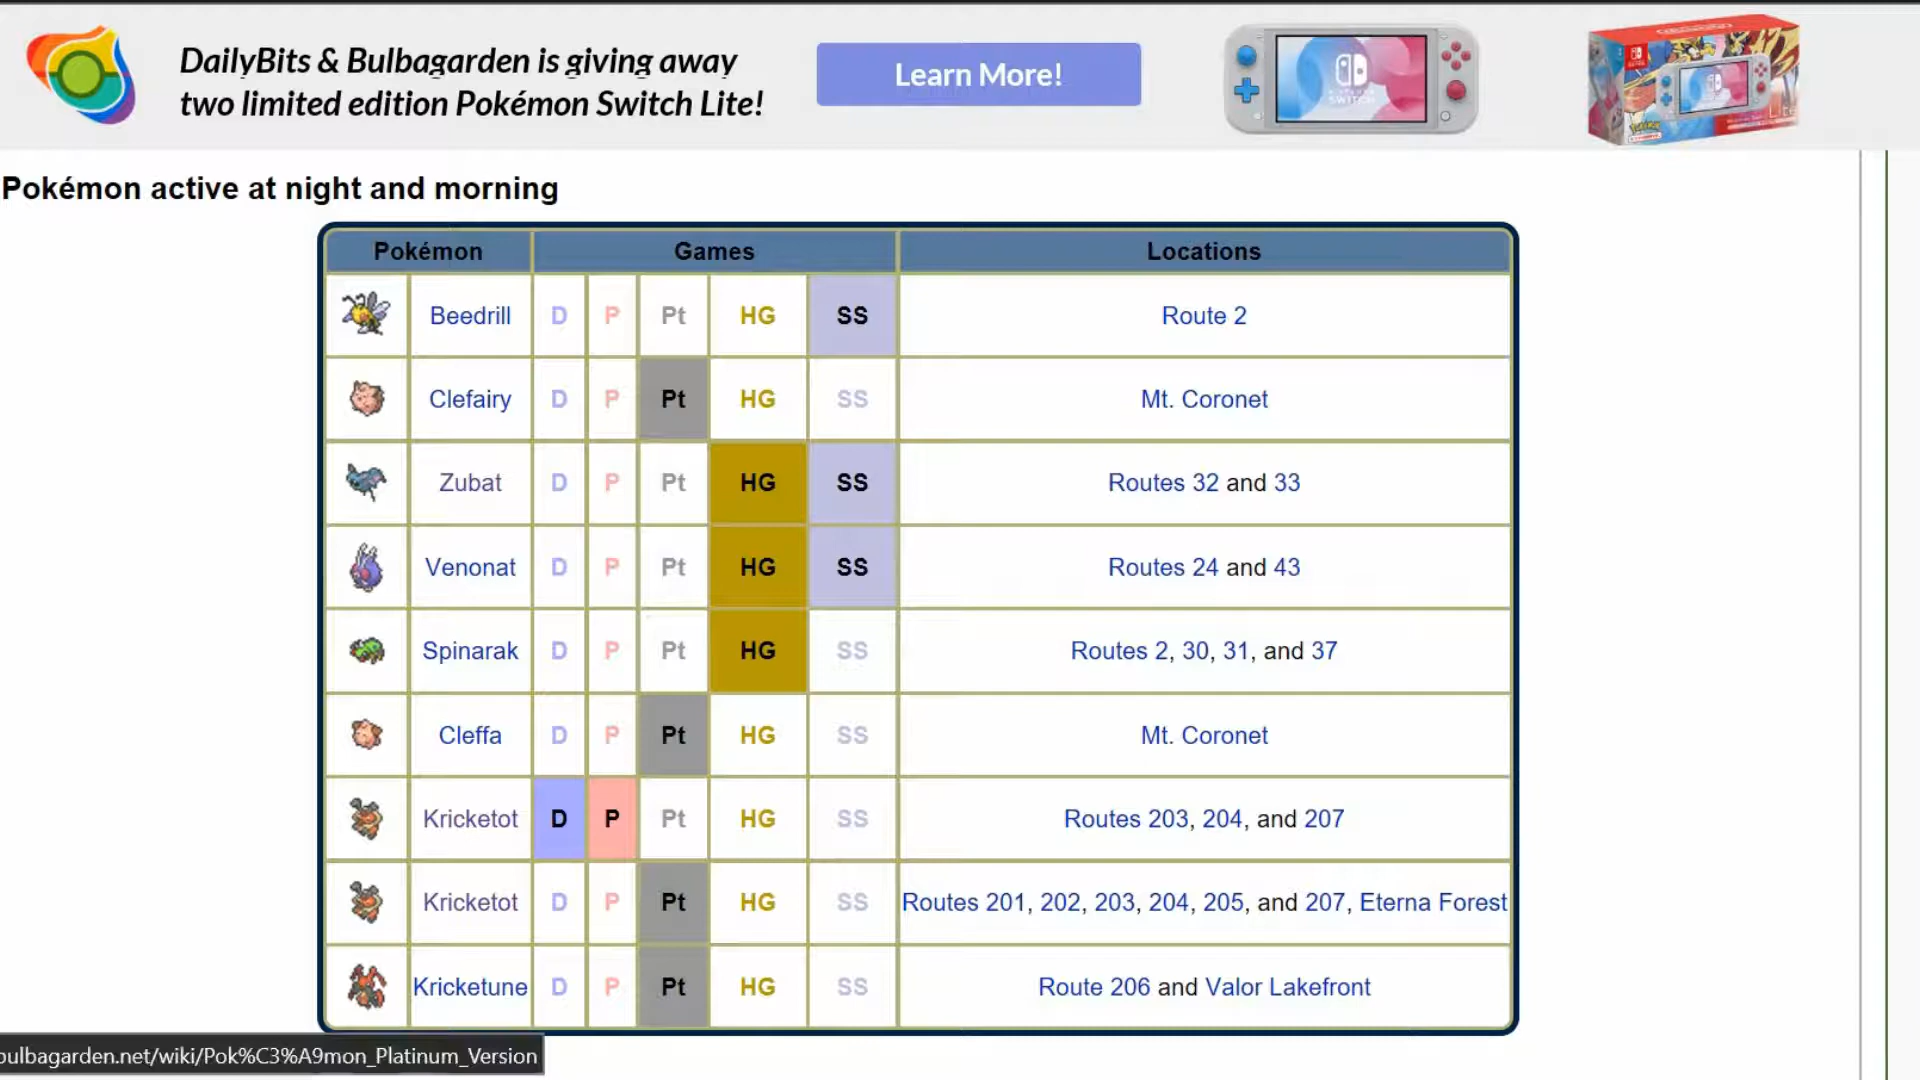 DailyBits & Bulbagarden is giving away
two limited edition Pokémon Switch Lite!
Learn More!
Pokémon active at night and morning
Pokémon Games Locations
Beedrill D P Pt HG SS Route 2
Clefairy D P Pt HG SS Mt. Coronet
Zubat D P Pt HG SS Routes 32 and 33
Venonat D P Pt HG SS Routes 24 and 43
Spinarak D P Pt HG SS Routes 2, 30, 31, and 37
Cleffa D P Pt HG SS Mt. Coronet
Kricketot D P Pt HG SS Routes 203, 204, and 207
Kricketot D P Pt HG SS Routes 201, 202, 203, 204, 205, and 207, Eterna Forest
Kricketune D P Pt HG SS Route 206 and Valor Lakefront
bulbagarden.net/wiki/Pok%C3%A9mon_Platinum_Version